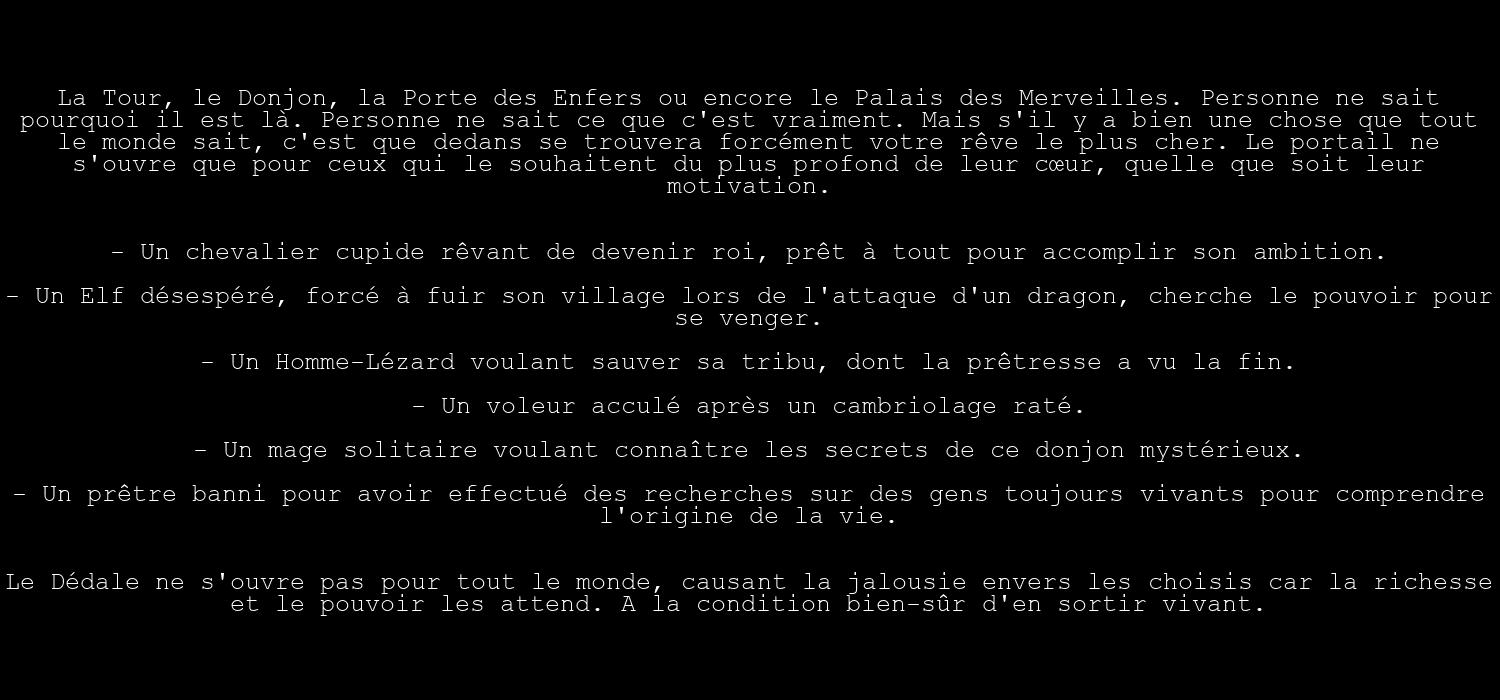 La Tour, le Donjon, la Porte des Enfers ou encore le Palais des Merveilles. Personne ne sait
pourquoi il est là. Personne ne sait ce que c'est vraiment. Mais s'il y a bien une chose que tout
le monde sait, c'est que dedans se trouvera forcément votre rêve le plus cher. Le portail ne
s'ouvre que pour ceux qui le souhaitent du plus profond de leur cœur, quelle que soit leur
motivation.
- Un chevalier cupide rêvant de devenir roi, prêt à tout pour accomplir son ambition.
- Un Elf désespéré, forcé à fuir son village lors de l'attaque d'un dragon, cherche le pouvoir pour
se venger.
- Un Homme-Lézard voulant sauver sa tribu, dont la prêtresse a vu la fin.
- Un voleur acculé après un cambriolage raté.
- Un mage solitaire voulant connaître les secrets de ce donjon mystérieux.
- Un prêtre banni pour avoir effectué des recherches sur des gens toujours vivants pour comprendre
l'origine de la vie.
Le Dédale ne s'ouvre pas pour tout le monde, causant la jalousie envers les choisis car la richesse
et le pouvoir les attend. A la condition bien-sûr d'en sortir vivant.